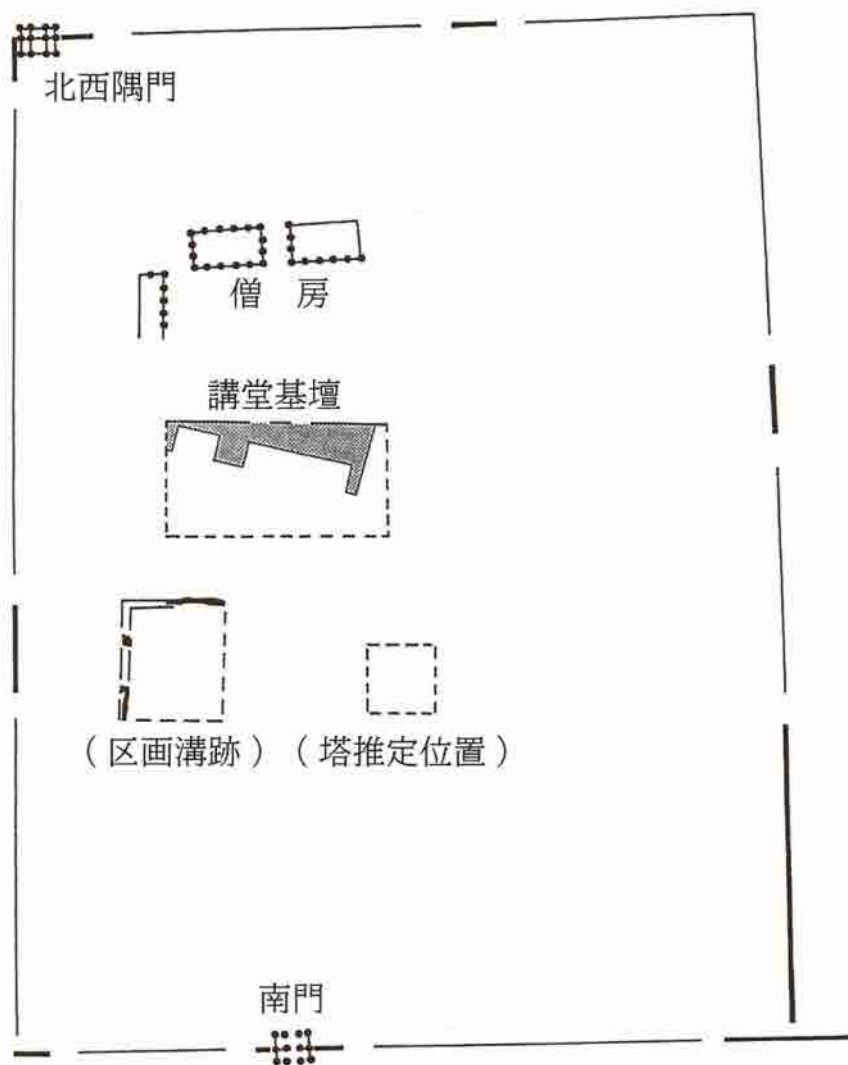 北西隅門
僧房
講堂基壇
(区画溝跡)(塔推定位置)
南門